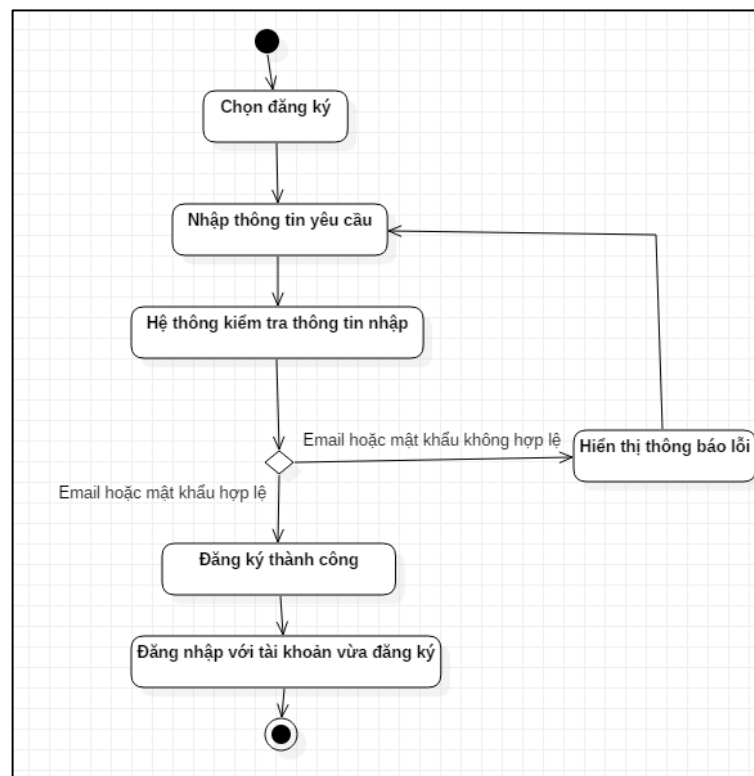 Chọn đăng ký
Nhập thông tin yêu cầu
Hệ thông kiểm tra thông tin nhập
Email hoặc mật khẩu không hợp lệ
Hiển thị thông báo lỗi
Email hoặc mật khẩu hợp lệ
Đăng ký thành công
Đăng nhập với tài khoản vừa đăng ký